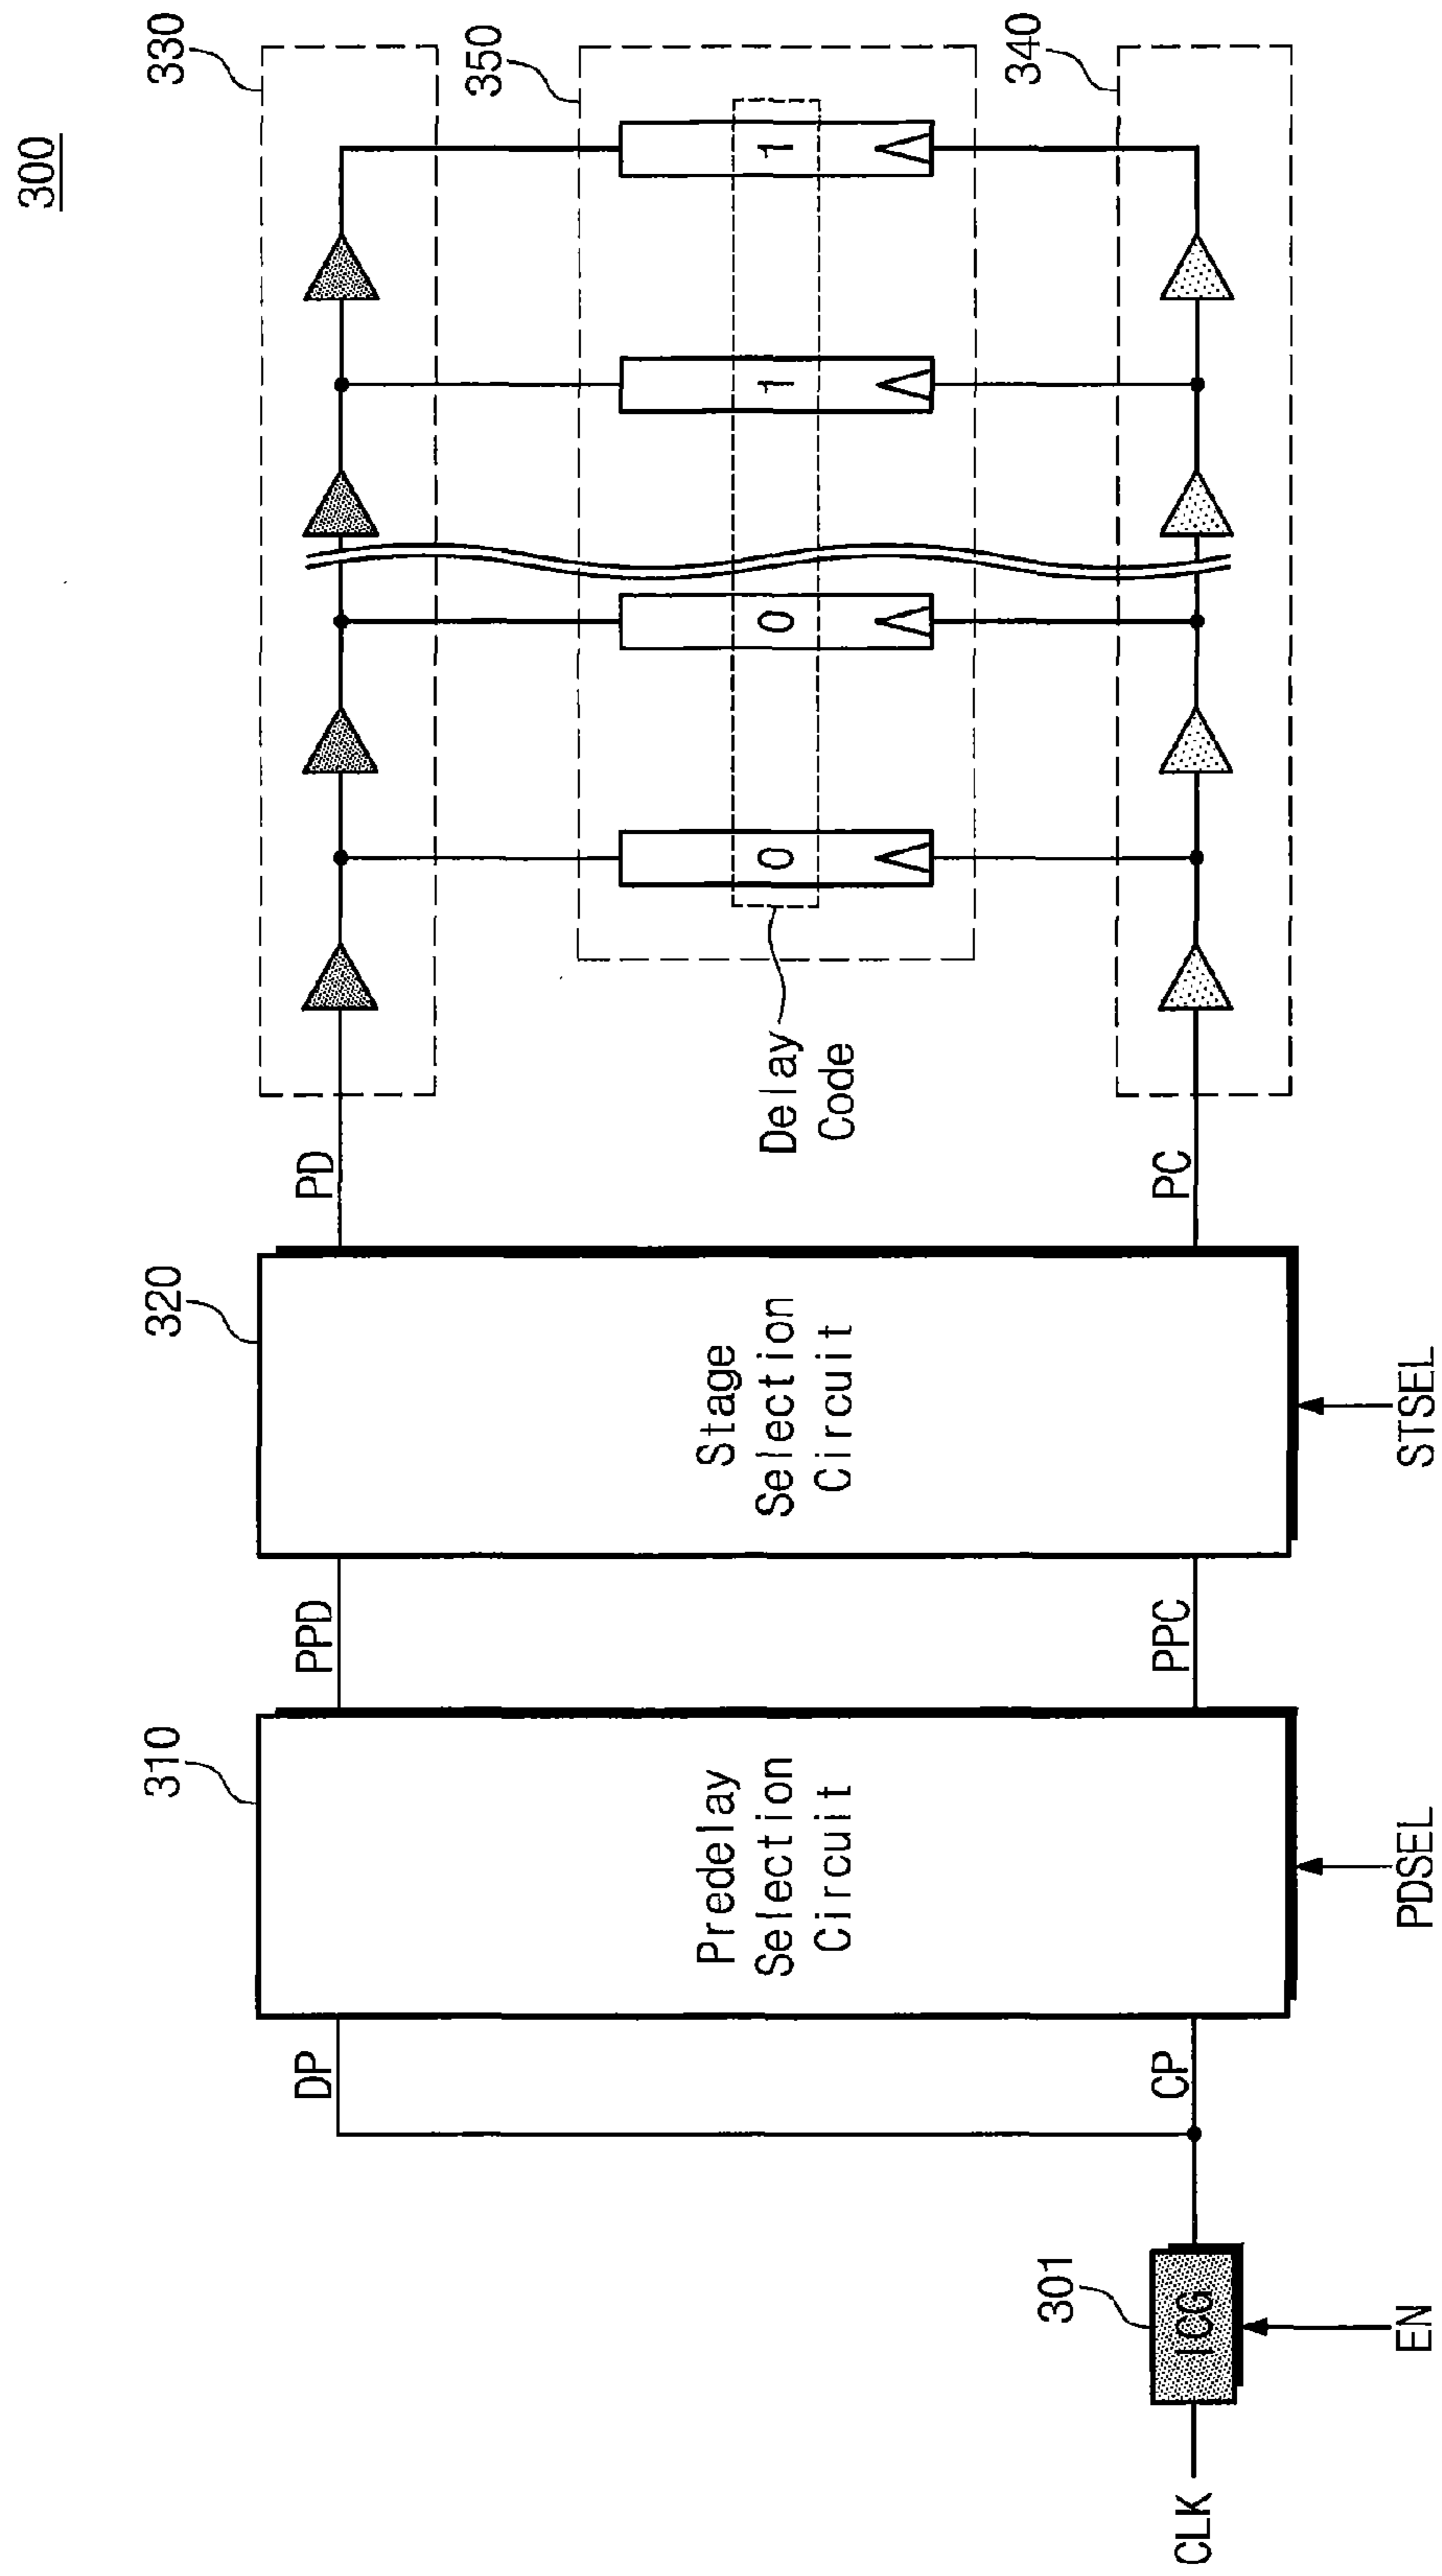 300
330
350
340
320
310
301
PD
PC
PPD
PPC
DP
CP
Predelay
Selection
Circuit
Stage
Selection
Circuit
Delay
Code
0
0
1
1
ICG
CLK
EN
PDSEL
STSEL